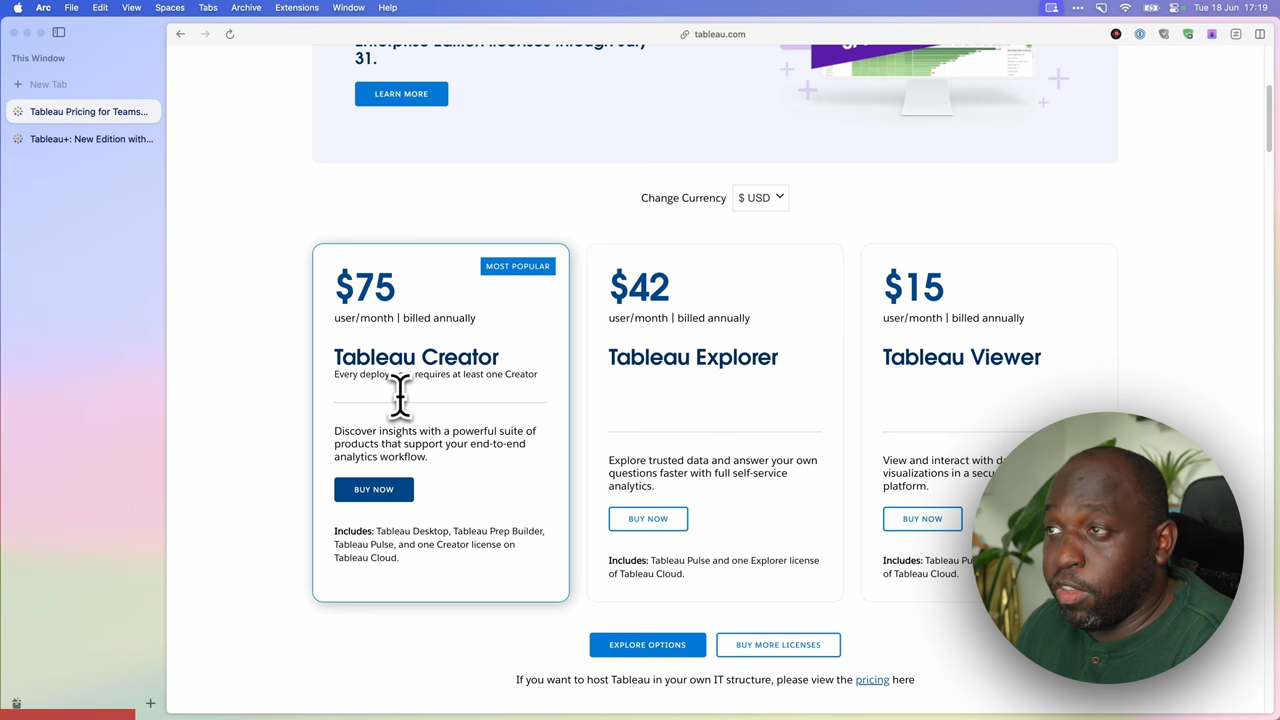 Arc File Edit View Spaces Tabs Archive Extensions Window Help
Tue 18 Jun 17:19
This Window
New Tab
Tableau Pricing for Teams...
Tableau+: New Edition with...
tableau.com
Enterprise Edition licenses through July
31.
LEARN MORE
Change Currency $ USD
MOST POPULAR
$75
user/month | billed annually
Tableau Creator
Every deploy requires at least one Creator
Discover insights with a powerful suite of
products that support your end-to-end
analytics workflow.
BUY NOW
Includes: Tableau Desktop, Tableau Prep Builder,
Tableau Pulse, and one Creator license on
Tableau Cloud.
$42
user/month | billed annually
Tableau Explorer
Explore trusted data and answer your own
questions faster with full self-service
analytics.
BUY NOW
Includes: Tableau Pulse and one Explorer license
of Tableau Cloud.
$15
user/month | billed annually
Tableau Viewer
View and interact with
visualizations in a
platform.
BUY NOW
Includes: Tableau
of Tableau Cloud.
EXPLORE OPTIONS
BUY MORE LICENSES
If you want to host Tableau in your own IT structure, please view the pricing here